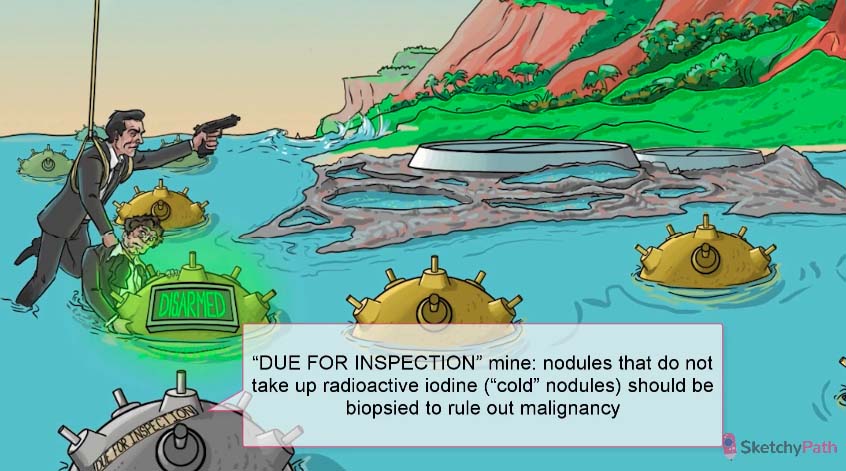 DISARMED
“DUE FOR INSPECTION” mine: nodules that do not
take up radioactive iodine (“cold” nodules) should be
biopsied to rule out malignancy
DUE FOR INSPECTION
SketchyPath